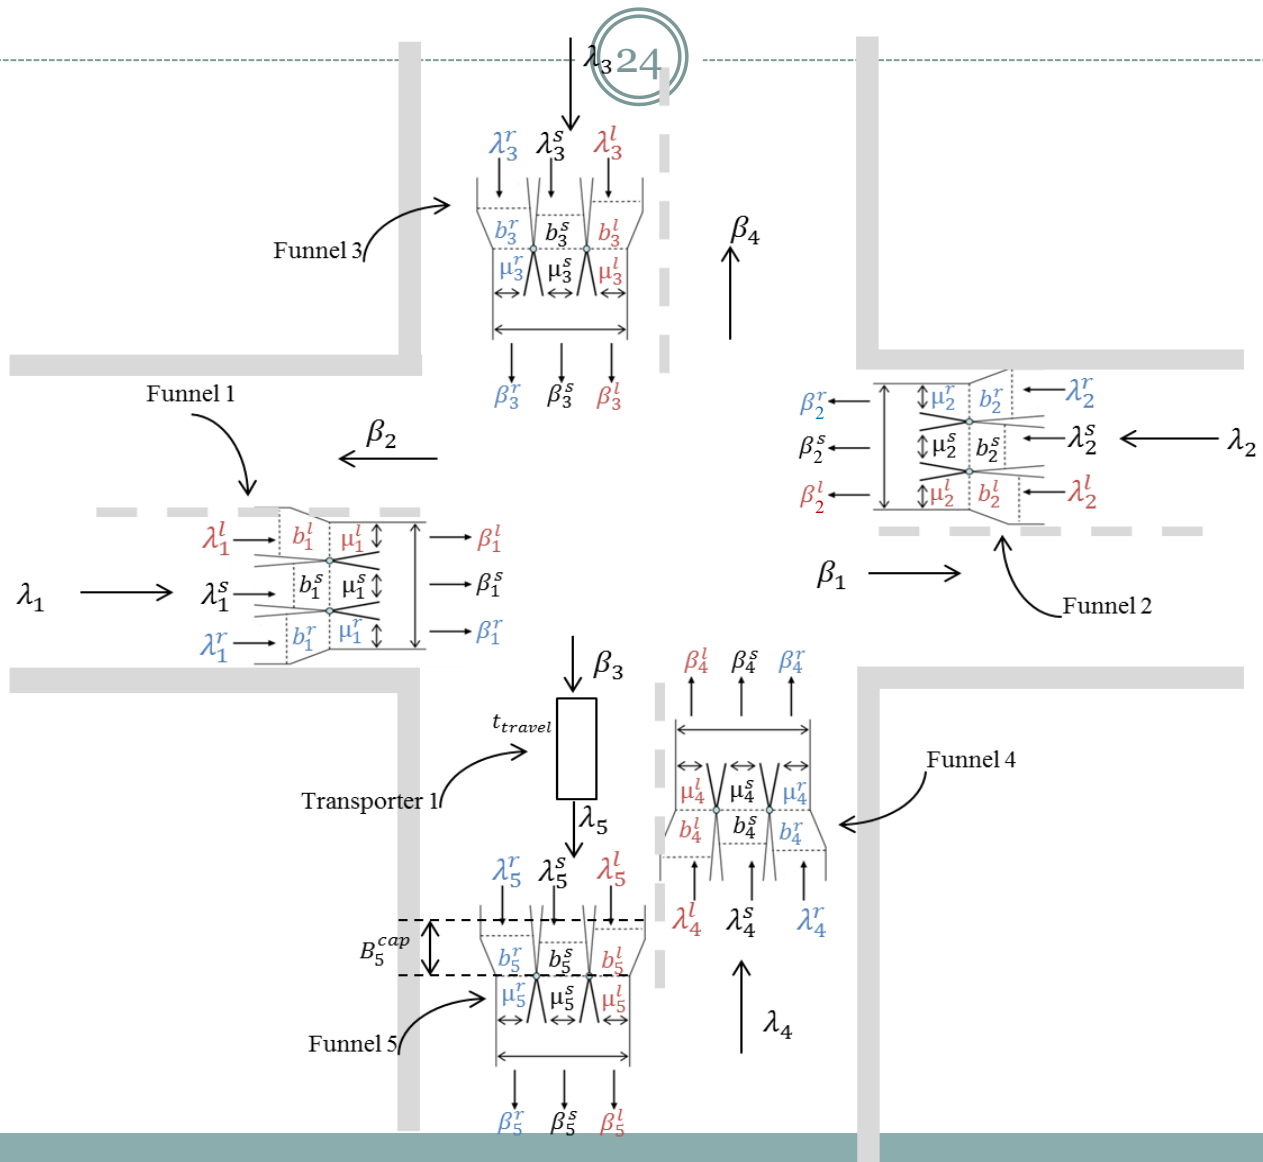 24
λ₃
λ₃ʳ λ₃ˢ λ₃ˡ
b₃ʳ b₃ˢ b₃ˡ
μ₃ʳ μ₃ˢ μ₃ˡ
Funnel 3
β₄
β₃ʳ β₃ˢ β₃ˡ
Funnel 1
β₂
λ₁
λ₁ˡ b₁ˡ μ₁ˡ β₁ˡ
λ₁ˢ b₁ˢ μ₁ˢ β₁ˢ
λ₁ʳ b₁ʳ μ₁ʳ β₁ʳ
β₂ʳ μ₂ʳ b₂ʳ λ₂ʳ
β₂ˢ μ₂ˢ b₂ˢ λ₂ˢ
β₂ˡ μ₂ˡ b₂ˡ λ₂ˡ
λ₂
β₁
Funnel 2
β₃
t_travel
Transporter 1
λ₅
λ₅ʳ λ₅ˢ λ₅ˡ
B₅ᶜᵃᵖ
b₅ʳ b₅ˢ b₅ˡ
μ₅ʳ μ₅ˢ μ₅ˡ
Funnel 5
β₅ʳ β₅ˢ β₅ˡ
β₄ˡ β₄ˢ β₄ʳ
Funnel 4
μ₄ˡ μ₄ˢ μ₄ʳ
b₄ˡ b₄ˢ b₄ʳ
λ₄ˡ λ₄ˢ λ₄ʳ
λ₄